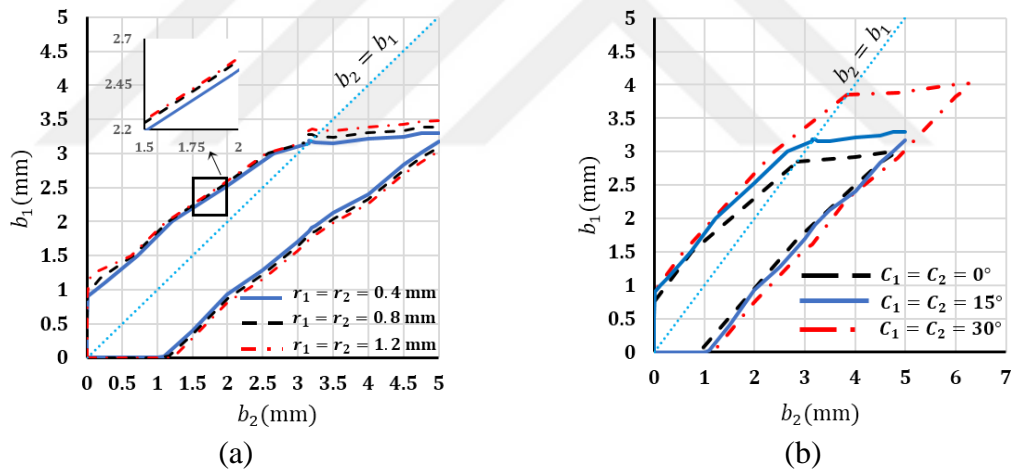 5
4.5
4
3.5
3
2.5
2
1.5
1
0.5
0
b₁(mm)
2.7
2.45
2.2
1.5
1.75
2
b₂ = b₁
r₁ = r₂ = 0.4 mm
r₁ = r₂ = 0.8 mm
r₁ = r₂ = 1.2 mm
0 0.5 1 1.5 2 2.5 3 3.5 4 4.5 5
b₂(mm)
(a)
5
4.5
4
3.5
3
2.5
2
1.5
1
0.5
0
b₁(mm)
b₂ = b₁
C₁ = C₂ = 0°
C₁ = C₂ = 15°
C₁ = C₂ = 30°
0 1 2 3 4 5 6 7
b₂(mm)
(b)